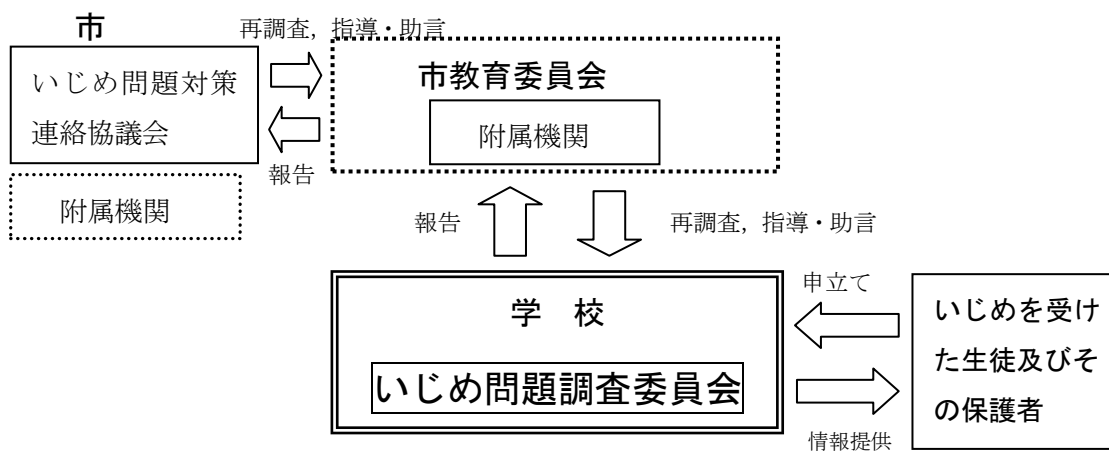 市
再調査，指導・助言
いじめ問題対策
連絡協議会
市教育委員会
附属機関
報告
附属機関
報告
再調査，指導・助言
学　校
いじめ問題調査委員会
申立て
いじめを受け
た生徒及びそ
の保護者
情報提供